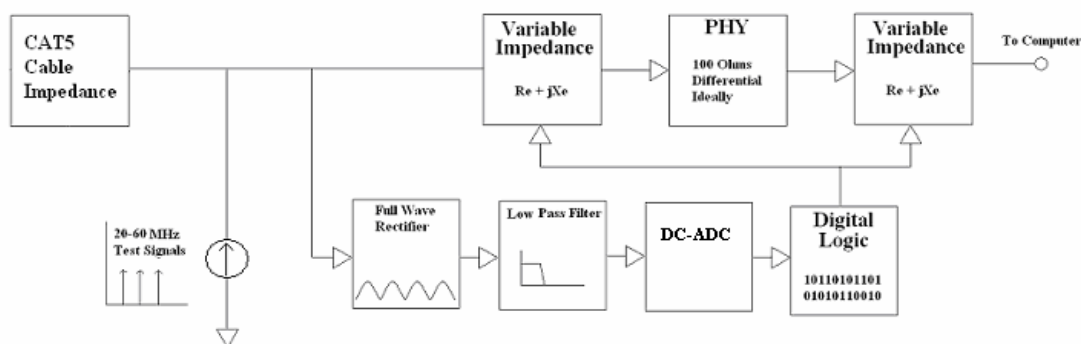 CAT5
Cable
Impedance
Variable
Impedance
Re + jXe
PHY
100 Ohms
Differential
Ideally
Variable
Impedance
Re + jXe
To Computer
20-60 MHz
Test Signals
Full Wave
Rectifier
Low Pass Filter
DC-ADC
Digital
Logic
10110101101
01010110010